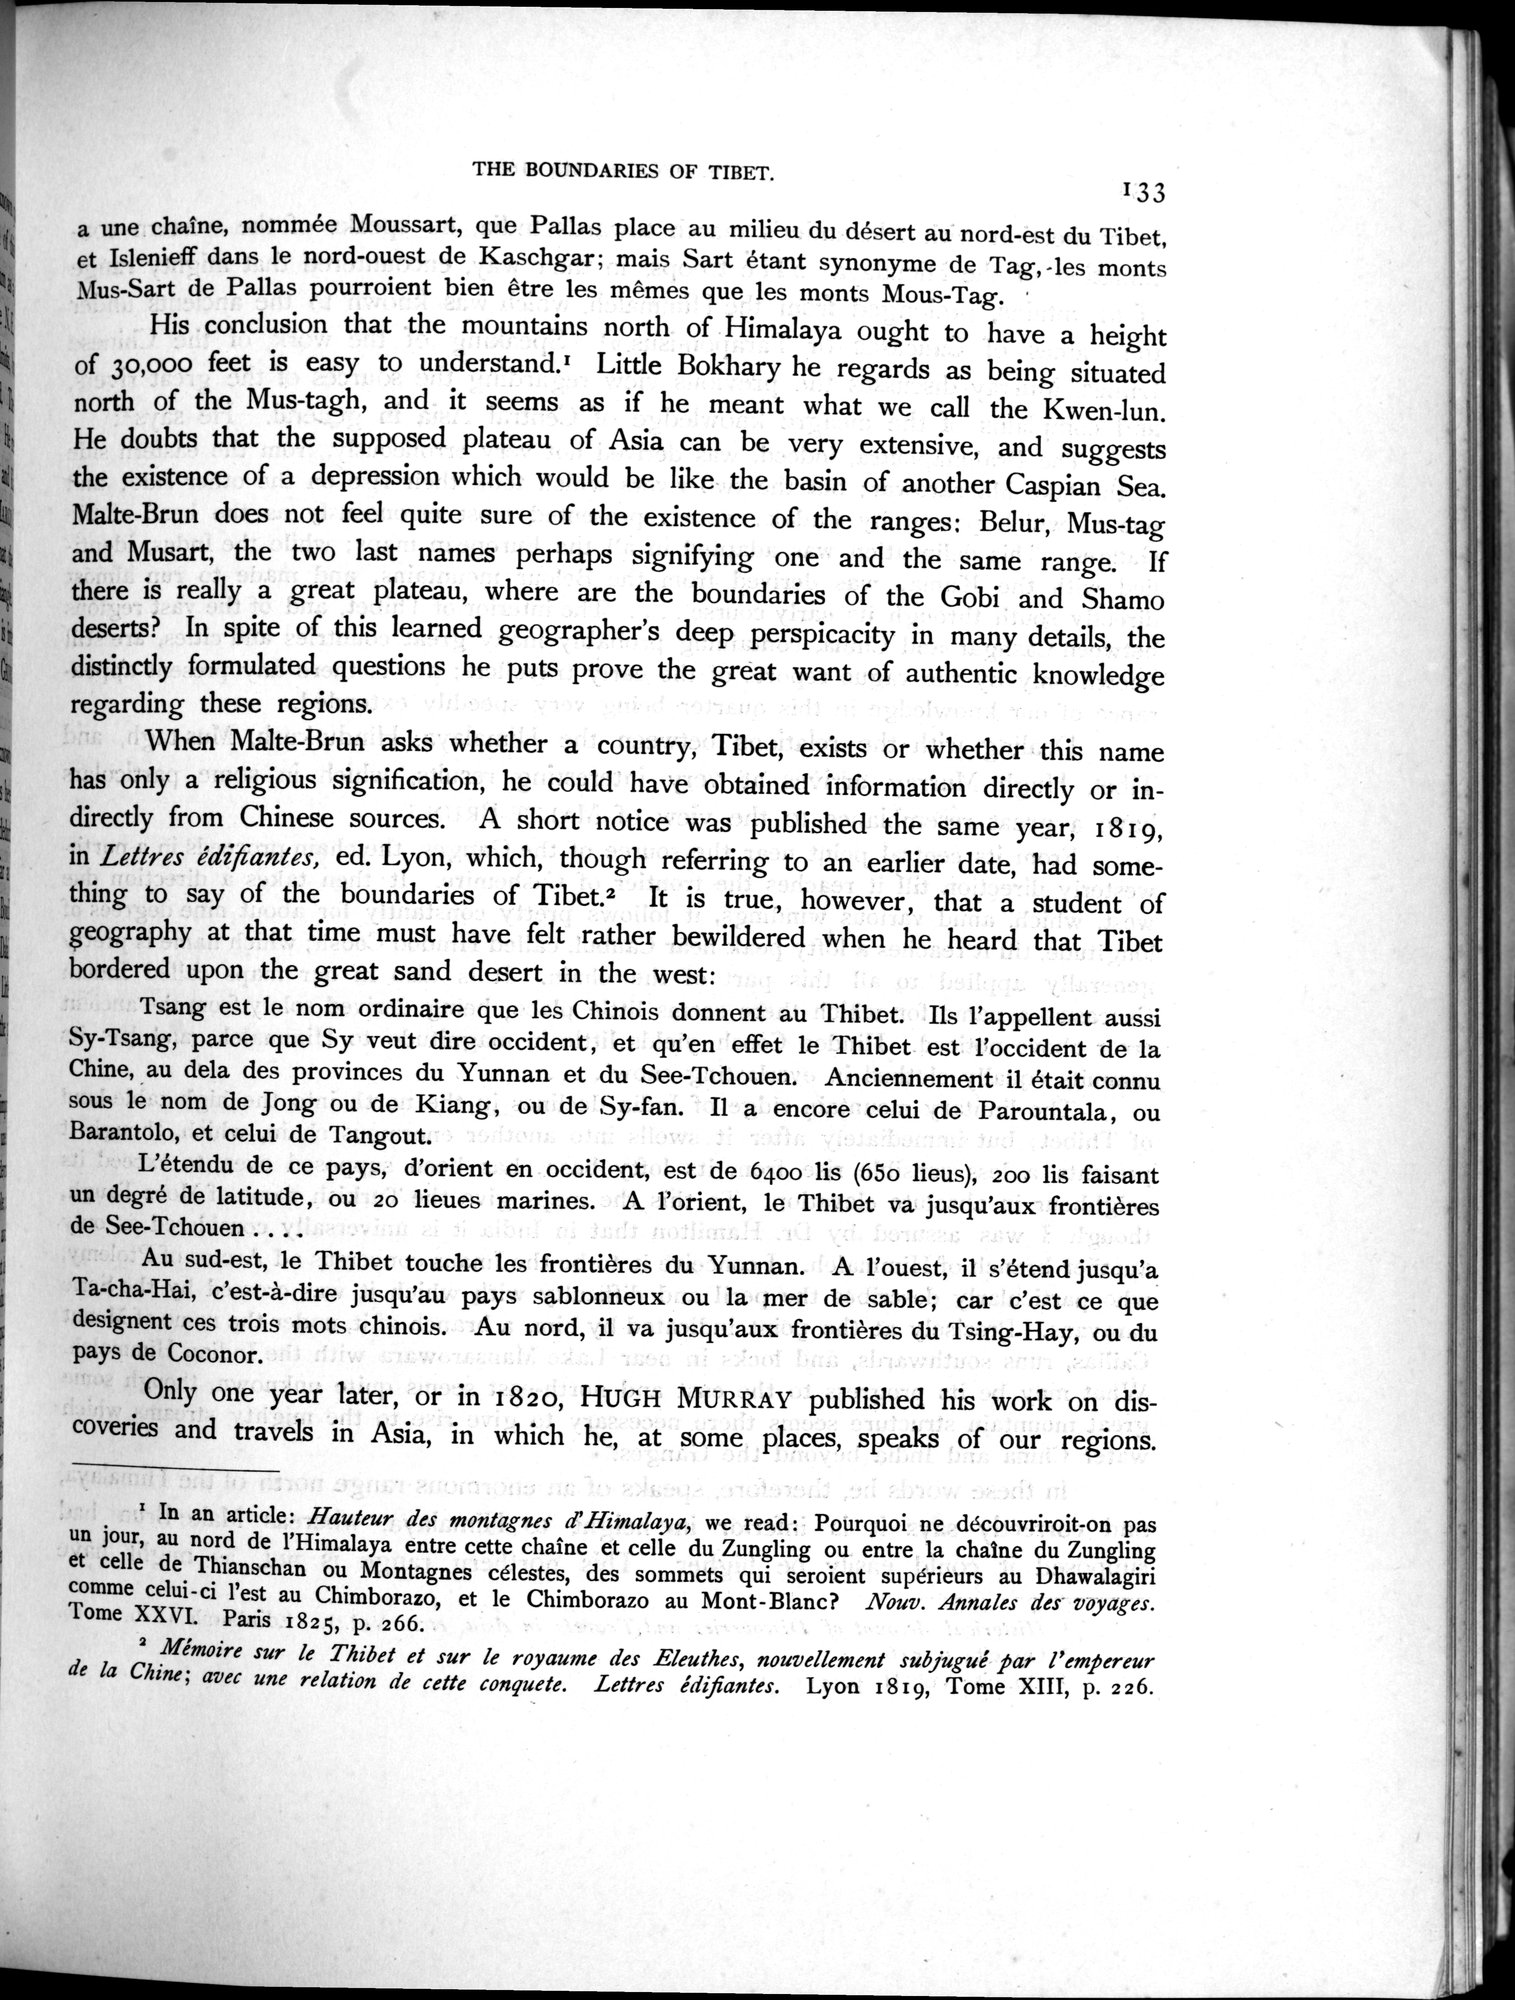 THE BOUNDARIES OF TIBET.
133
a une chaîne, nommée Moussart, que Pallas place au milieu du désert au nord-est du Tibet,
et Islenieff dans le nord-ouest de Kaschgar; mais Sart étant synonyme de Tag, les monts
Mus-Sart de Pallas pourroient bien être les mêmes que les monts Mous-Tag.
His conclusion that the mountains north of Himalaya ought to have a height
of 30,000 feet is easy to understand.¹ Little Bokhary he regards as being situated
north of the Mus-tagh, and it seems as if he meant what we call the Kwen-lun.
He doubts that the supposed plateau of Asia can be very extensive, and suggests
the existence of a depression which would be like the basin of another Caspian Sea.
Malte-Brun does not feel quite sure of the existence of the ranges: Belur, Mus-tag
and Musart, the two last names perhaps signifying one and the same range. If
there is really a great plateau, where are the boundaries of the Gobi and Shamo
deserts? In spite of this learned geographer's deep perspicacity in many details, the
distinctly formulated questions he puts prove the great want of authentic knowledge
regarding these regions.
When Malte-Brun asks whether a country, Tibet, exists or whether this name
has only a religious signification, he could have obtained information directly or in-
directly from Chinese sources. A short notice was published the same year, 1819,
in Lettres édifiantes, ed. Lyon, which, though referring to an earlier date, had some-
thing to say of the boundaries of Tibet.² It is true, however, that a student of
geography at that time must have felt rather bewildered when he heard that Tibet
bordered upon the great sand desert in the west:
Tsang est le nom ordinaire que les Chinois donnent au Thibet. Ils l'appellent aussi
Sy-Tsang, parce que Sy veut dire occident, et qu'en effet le Thibet est l'occident de la
Chine, au dela des provinces du Yunnan et du See-Tchouen. Anciennement il était connu
sous le nom de Jong ou de Kiang, ou de Sy-fan. Il a encore celui de Parountala, ou
Barantolo, et celui de Tangout.
L'étendu de ce pays, d'orient en occident, est de 6400 lis (650 lieus), 200 lis faisant
un degré de latitude, ou 20 lieues marines. A l'orient, le Thibet va jusqu'aux frontières
de See-Tchouen . . . .
Au sud-est, le Thibet touche les frontières du Yunnan. A l'ouest, il s'étend jusqu'a
Ta-cha-Hai, c'est-à-dire jusqu'au pays sablonneux ou la mer de sable; car c'est ce que
designent ces trois mots chinois. Au nord, il va jusqu'aux frontières du Tsing-Hay, ou du
pays de Coconor.
Only one year later, or in 1820, HUGH MURRAY published his work on dis-
coveries and travels in Asia, in which he, at some places, speaks of our regions.
¹ In an article: Hauteur des montagnes d'Himalaya, we read: Pourquoi ne découvriroit-on pas
un jour, au nord de l'Himalaya entre cette chaîne et celle du Zungling ou entre la chaîne du Zungling
et celle de Thianschan ou Montagnes célestes, des sommets qui seroient supérieurs au Dhawalagiri
comme celui-ci l'est au Chimborazo, et le Chimborazo au Mont-Blanc? Nouv. Annales des voyages.
Tome XXVI. Paris 1825, p. 266.
² Mémoire sur le Thibet et sur le royaume des Eleuthes, nouvellement subjugué par l'empereur
de la Chine; avec une relation de cette conquete. Lettres édifiantes. Lyon 1819, Tome XIII, p. 226.